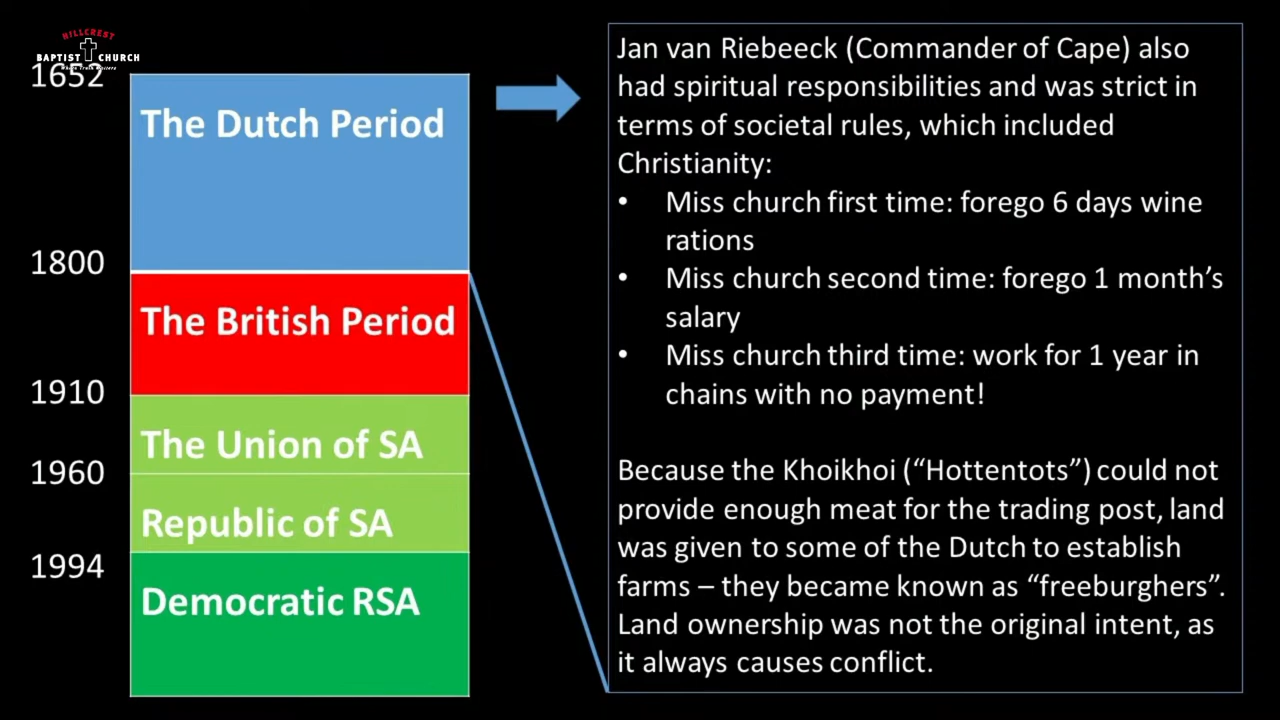 HILLCREST
BAPTIST CHURCH
1652
The Dutch Period
1800
The British Period
1910
The Union of SA
1960
Republic of SA
1994
Democratic RSA
Jan van Riebeeck (Commander of Cape) also
had spiritual responsibilities and was strict in
terms of societal rules, which included
Christianity:
• Miss church first time: forego 6 days wine
rations
• Miss church second time: forego 1 month’s
salary
• Miss church third time: work for 1 year in
chains with no payment!
Because the Khoikhoi (“Hottentots”) could not
provide enough meat for the trading post, land
was given to some of the Dutch to establish
farms – they became known as “freeburghers”.
Land ownership was not the original intent, as
it always causes conflict.